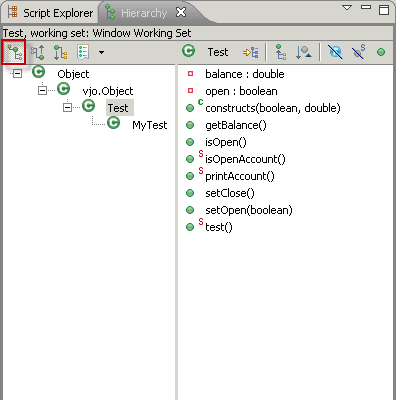 Script Explorer Hierarchy
Test, working set: Window Working Set
Test
Object
vjo.Object
Test
MyTest
balance : double
open : boolean
constructs(boolean, double)
getBalance()
isOpen()
isOpenAccount()
printAccount()
setClose()
setOpen(boolean)
test()